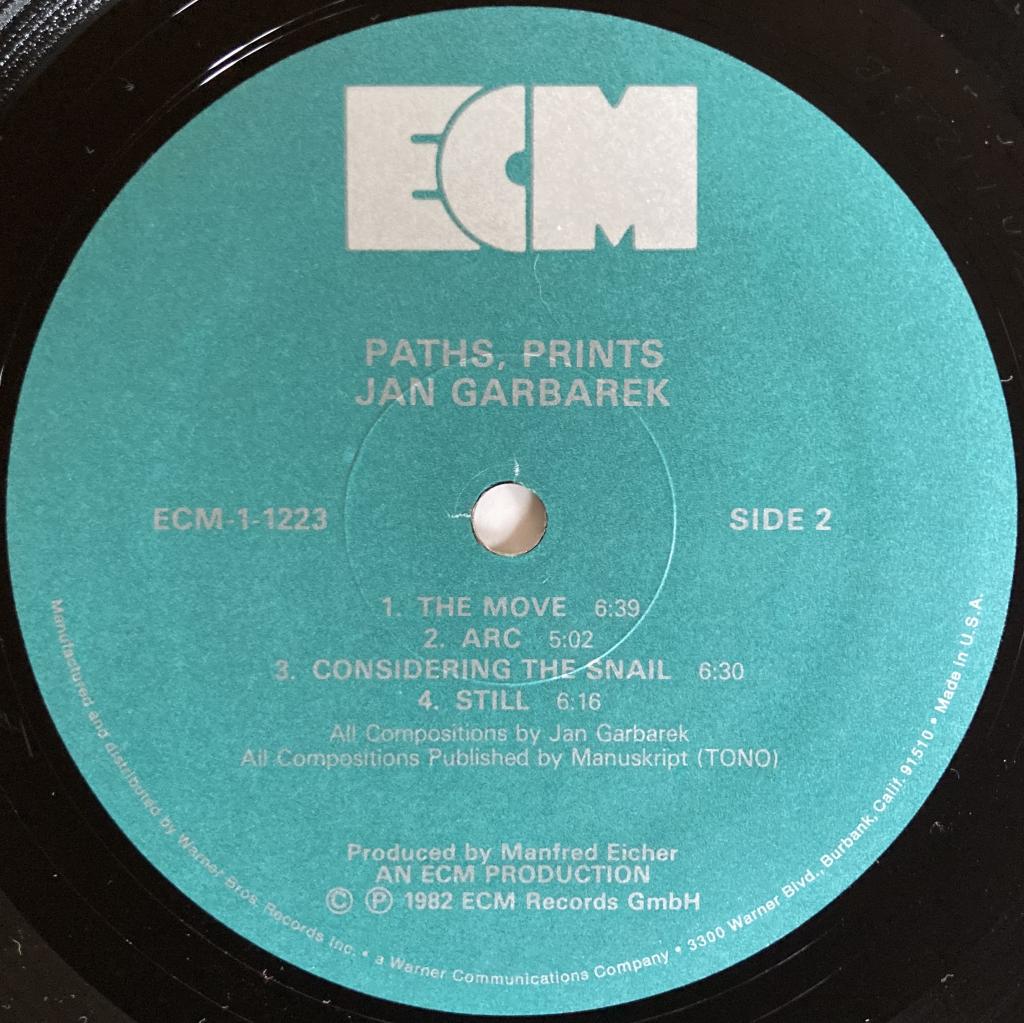 ECM
PATHS, PRINTS
JAN GARBAREK
ECM-1-1223
SIDE 2
1. THE MOVE 6:39
2. ARC 5:02
3. CONSIDERING THE SNAIL 6:30
4. STILL 6:16
All Compositions by Jan Garbarek
All Compositions Published by Manuskript (TONO)
Produced by Manfred Eicher
AN ECM PRODUCTION
© ℗ 1982 ECM Records GmbH
Manufactured and distributed by Warner Bros. Records Inc. • a Warner Communications Company • 3300 Warner Blvd., Burbank, Calif. 91510 • Made in U.S.A.